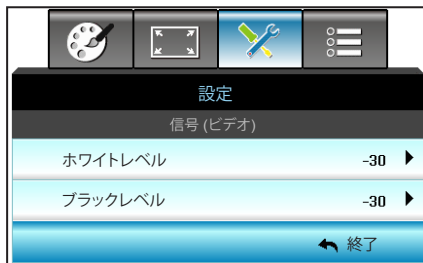 設定
信号 (ビデオ)
ホワイトレベル -30
ブラックレベル -30
終了